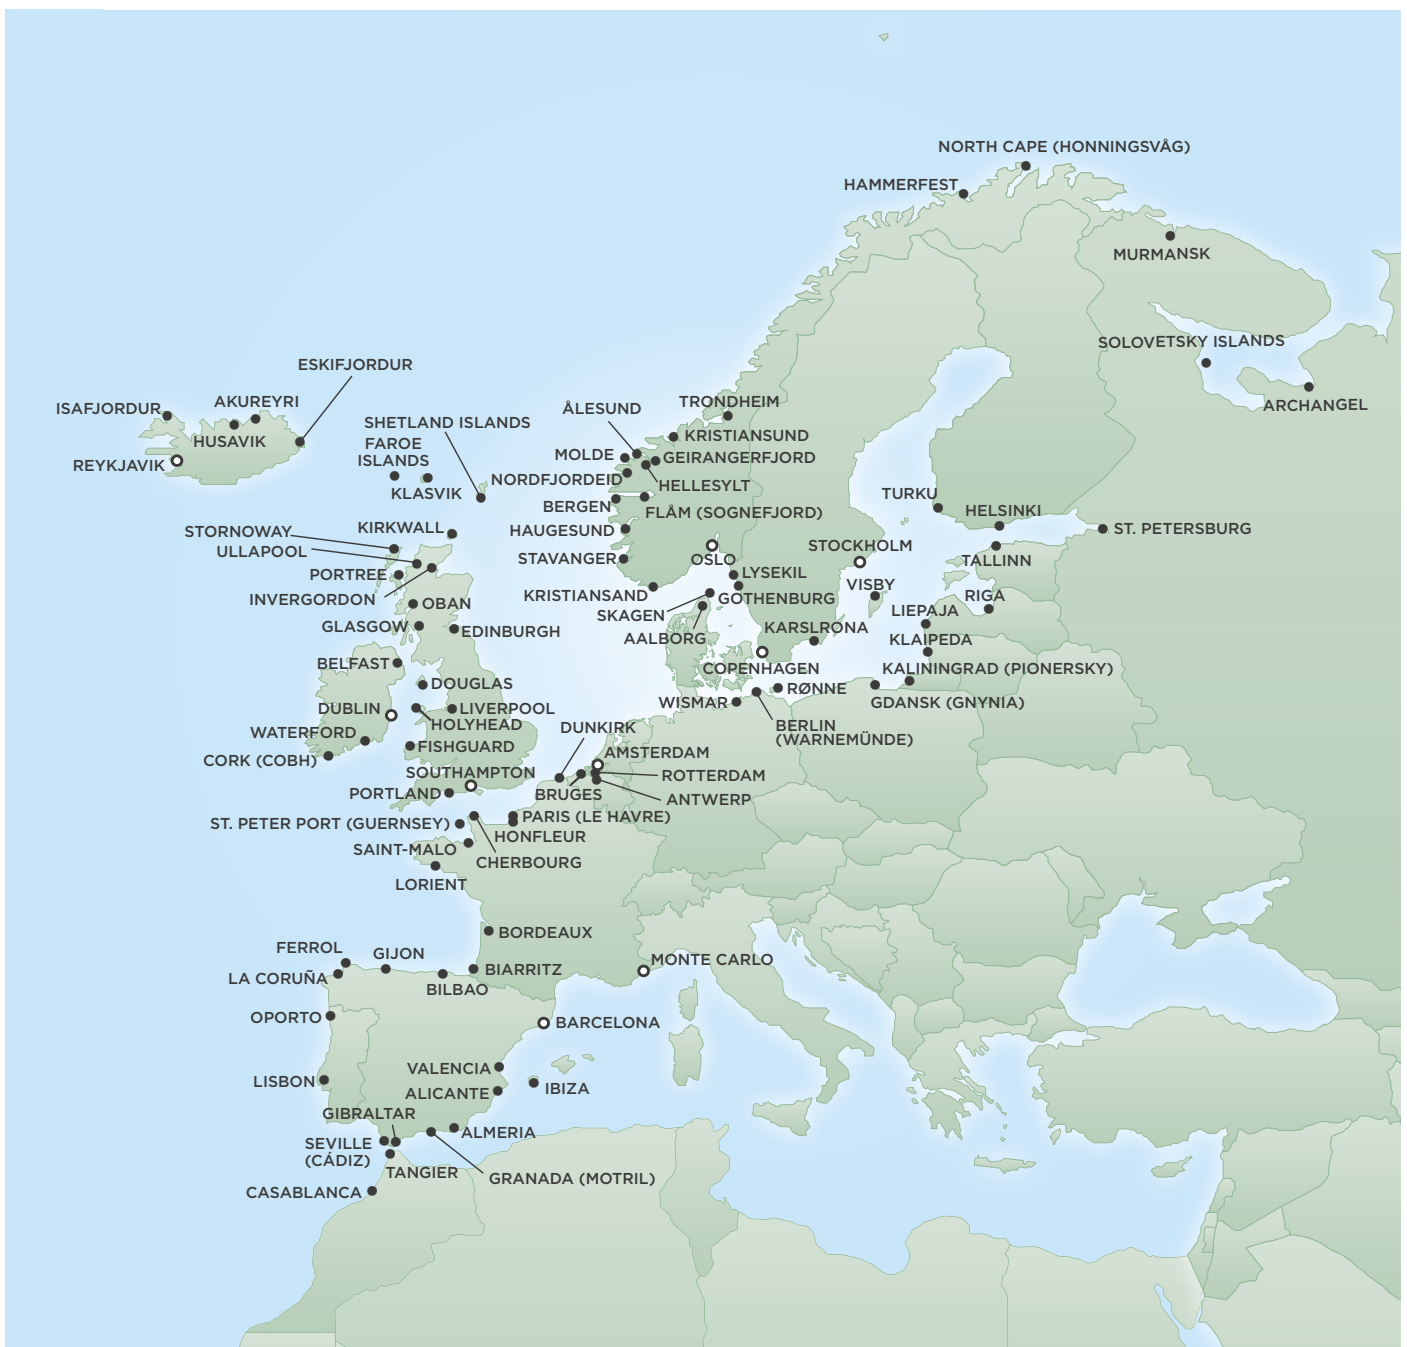 NORTH CAPE (HONNINGSVÅG)
HAMMERFEST
MURMANSK
SOLOVETSKY ISLANDS
ARCHANGEL
ESKIFJORDUR
AKUREYRI
ISAFJORDUR
HUSAVIK
REYKJAVIK
SHETLAND ISLANDS
FAROE
ISLANDS
KLASVIK
ÅLESUND
TRONDHEIM
KRISTIANSUND
MOLDE
GEIRANGERFJORD
NORDFJORDEID
HELLESYLT
BERGEN
FLÅM (SOGNEFJORD)
HAUGESUND
STAVANGER
OSLO
KRISTIANSAND
LYSEKIL
GOTHENBURG
SKAGEN
AALBORG
STOCKHOLM
VISBY
KARSLRONA
COPENHAGEN
RØNNE
TURKU
HELSINKI
ST. PETERSBURG
TALLINN
RIGA
LIEPAJA
KLAIPEDA
KALININGRAD (PIONERSKY)
GDANSK (GNYNIA)
WISMAR
BERLIN
(WARNEMÜNDE)
KIRKWALL
STORNOWAY
ULLAPOOL
PORTREE
INVERGORDON
OBAN
GLASGOW
EDINBURGH
BELFAST
DOUGLAS
DUBLIN
LIVERPOOL
HOLYHEAD
WATERFORD
FISHGUARD
CORK (COBH)
SOUTHAMPTON
PORTLAND
DUNKIRK
AMSTERDAM
ROTTERDAM
BRUGES
ANTWERP
ST. PETER PORT (GUERNSEY)
PARIS (LE HAVRE)
HONFLEUR
SAINT-MALO
CHERBOURG
LORIENT
BORDEAUX
FERROL
GIJON
LA CORUÑA
BILBAO
BIARRITZ
MONTE CARLO
OPORTO
BARCELONA
VALENCIA
LISBON
ALICANTE
IBIZA
GIBRALTAR
ALMERIA
SEVILLE
(CÁDIZ)
TANGIER
GRANADA (MOTRIL)
CASABLANCA